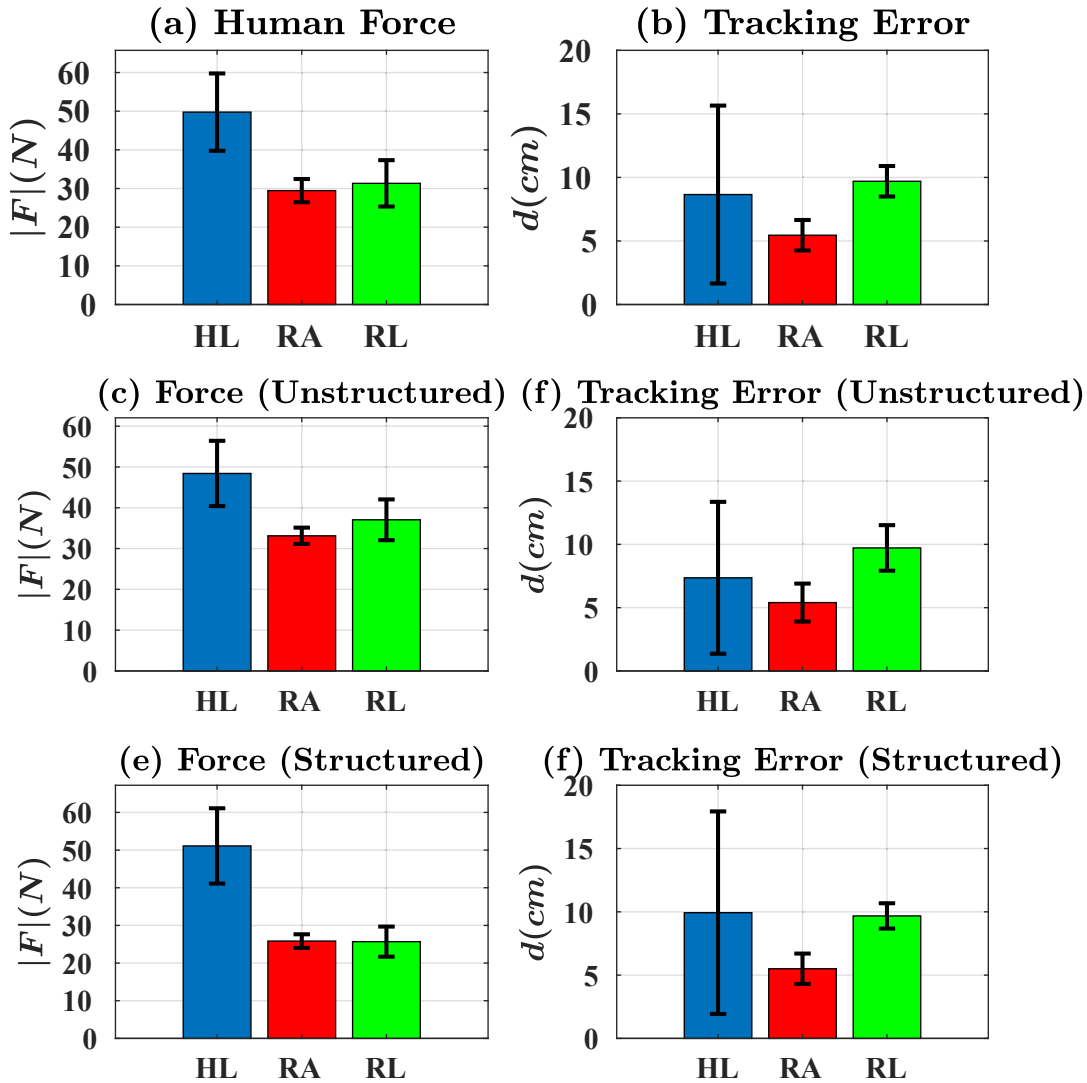 (a) Human Force
|F|(N)
60
50
40
30
20
10
0
HL RA RL
(b) Tracking Error
d(cm)
20
15
10
5
0
HL RA RL
(c) Force (Unstructured)
|F|(N)
60
50
40
30
20
10
0
HL RA RL
(f) Tracking Error (Unstructured)
d(cm)
20
15
10
5
0
HL RA RL
(e) Force (Structured)
|F|(N)
60
50
40
30
20
10
0
HL RA RL
(f) Tracking Error (Structured)
d(cm)
20
15
10
5
0
HL RA RL